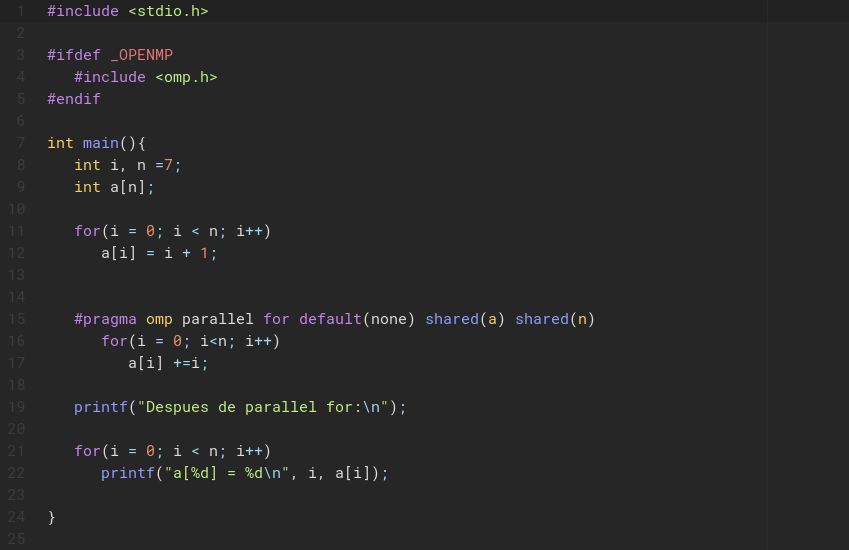 1 #include <stdio.h>
2
3 #ifdef _OPENMP
4    #include <omp.h>
5 #endif
6
7 int main(){
8    int i, n =7;
9    int a[n];
10
11    for(i = 0; i < n; i++)
12       a[i] = i + 1;
13
14
15    #pragma omp parallel for default(none) shared(a) shared(n)
16       for(i = 0; i<n; i++)
17          a[i] +=i;
18
19    printf("Despues de parallel for:\n");
20
21    for(i = 0; i < n; i++)
22       printf("a[%d] = %d\n", i, a[i]);
23
24 }
25